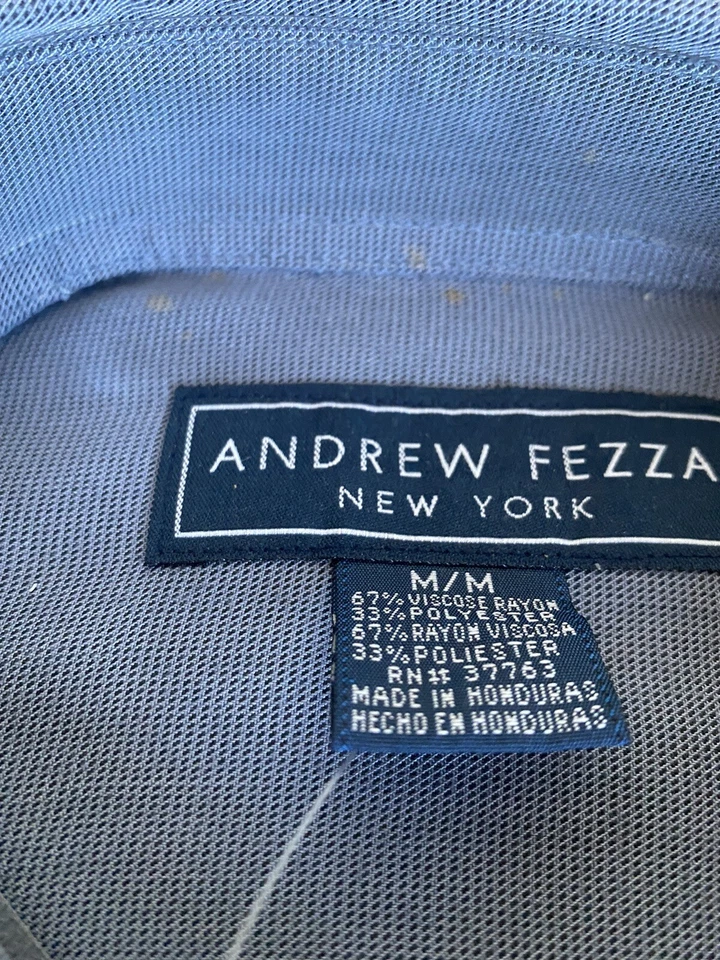 ANDREW FEZZA
NEW YORK
M/M
67% VISCOSE RAYON
33% POLYESTER
67% RAYON VISCOSA
33% POLIESTER
RN# 37763
MADE IN HONDURAS
HECHO EN HONDURAS